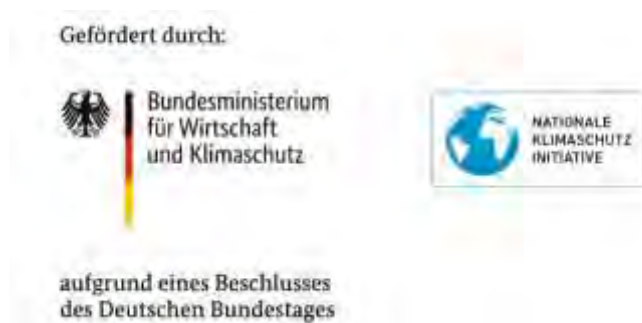 Gefördert durch:
Bundesministerium
für Wirtschaft
und Klimaschutz
NATIONALE
KLIMASCHUTZ
INITIATIVE
aufgrund eines Beschlusses
des Deutschen Bundestages